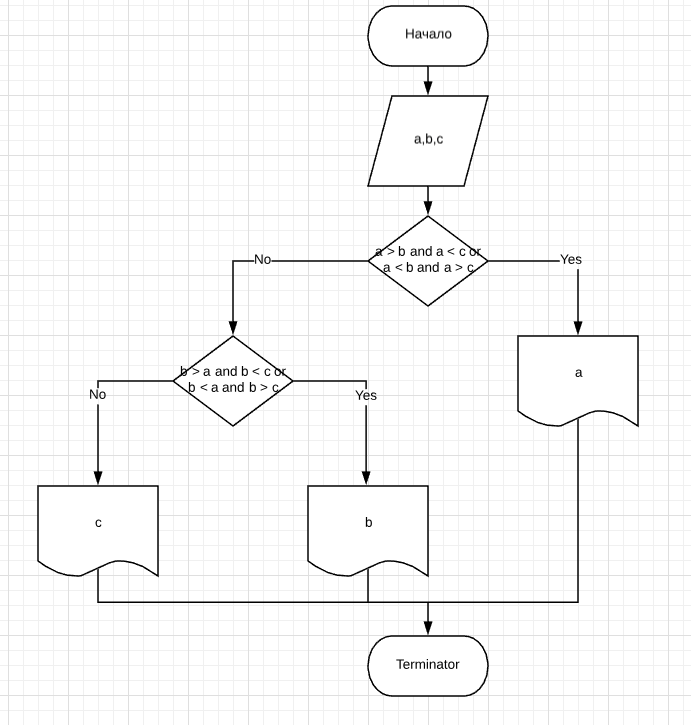 Начало
a,b,c
a > b and a < c or
a < b and a > c
No
Yes
b > a and b < c or
b < a and b > c
a
No
Yes
c
b
Terminator